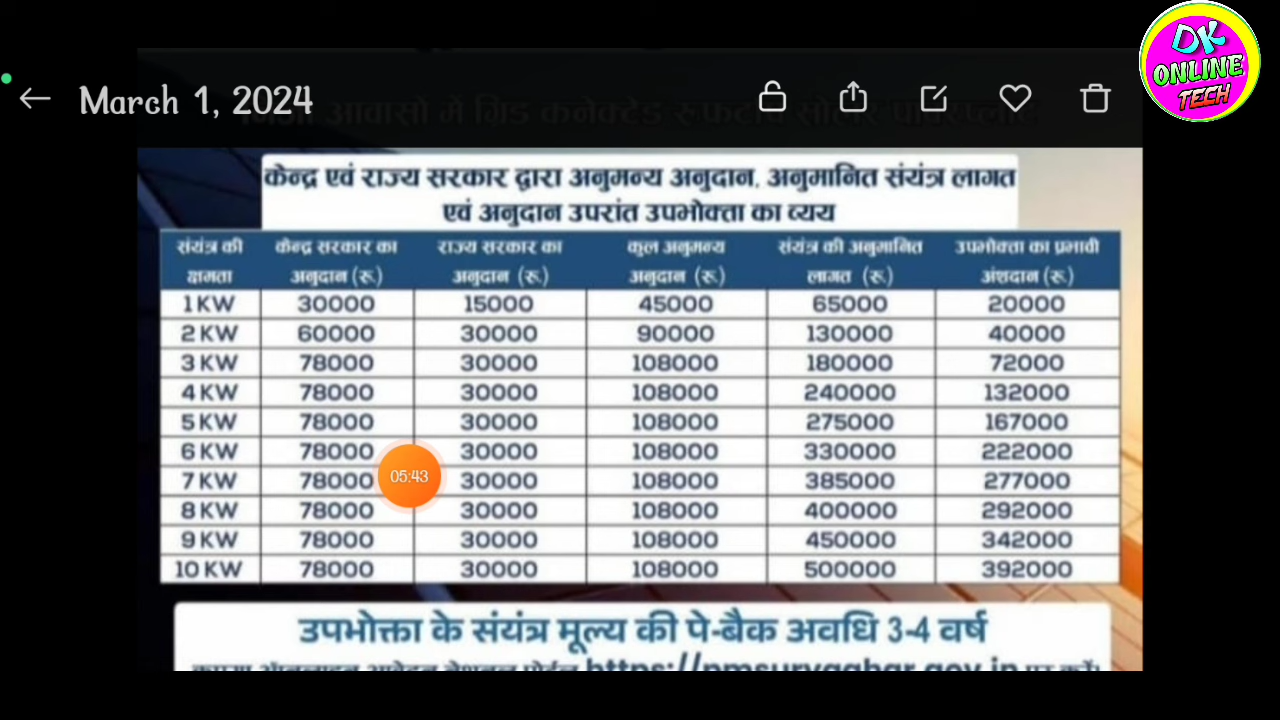 DK
ONLINE
TECH
March 1, 2024
केन्द्र एवं राज्य सरकार द्वारा अनुमन्य अनुदान, अनुमानित संयंत्र लागत
एवं अनुदान उपरांत उपभोक्ता का व्यय
संयंत्र की क्षमता केन्द्र सरकार का अनुदान (रू.) राज्य सरकार का अनुदान (रू.) कुल अनुमन्य अनुदान (रू.) संयंत्र की अनुमानित लागत (रू.) उपभोक्ता का प्रभावी अंशदान (रू.)
1 KW 30000 15000 45000 65000 20000
2 KW 60000 30000 90000 130000 40000
3 KW 78000 30000 108000 180000 72000
4 KW 78000 30000 108000 240000 132000
5 KW 78000 30000 108000 275000 167000
6 KW 78000 30000 108000 330000 222000
05:43
7 KW 78000 30000 108000 385000 277000
8 KW 78000 30000 108000 400000 292000
9 KW 78000 30000 108000 450000 342000
10 KW 78000 30000 108000 500000 392000
उपभोक्ता के संयंत्र मूल्य की पे-बैक अवधि 3-4 वर्ष
https://pmsuryaghar.gov.in पर करें।